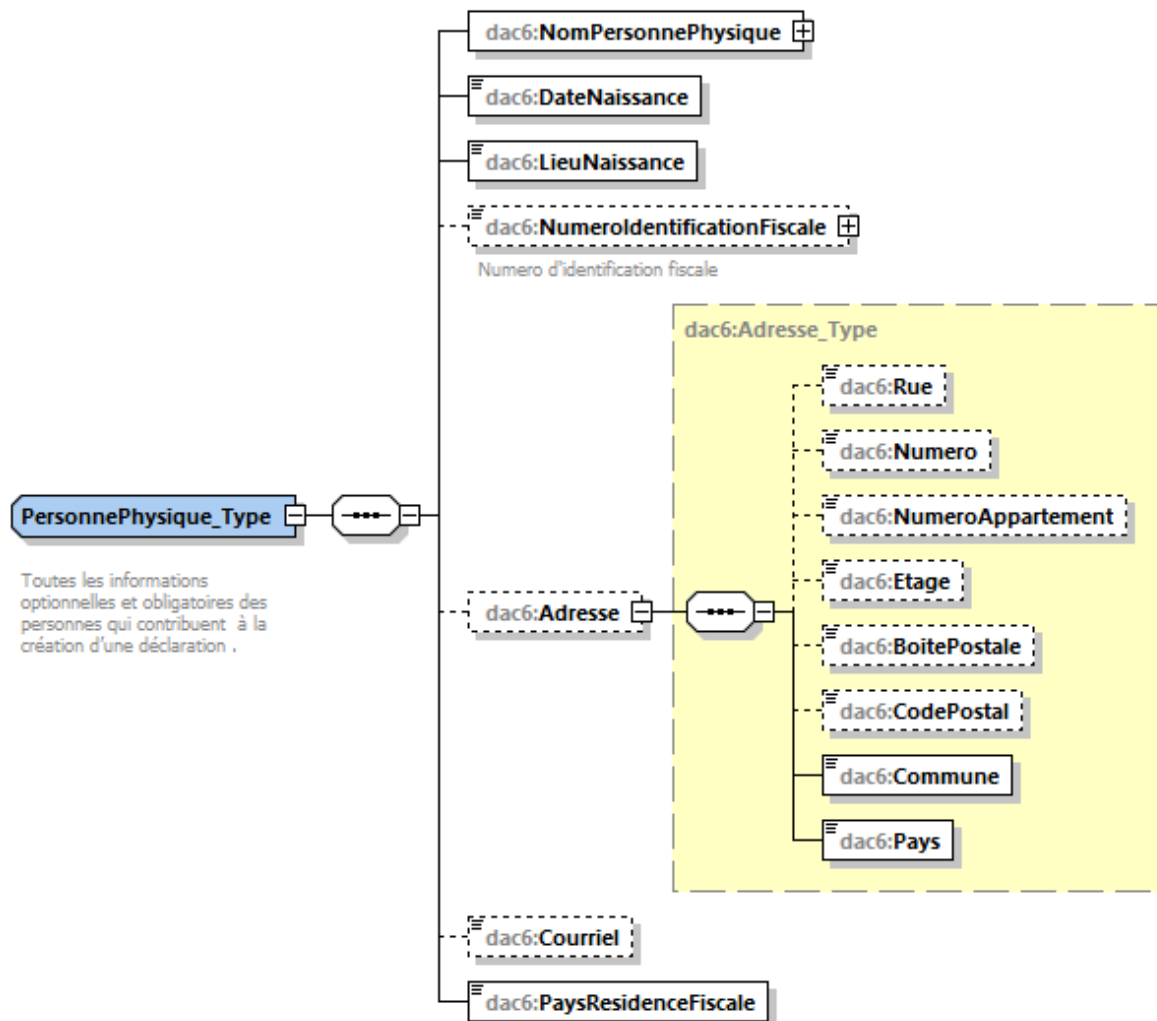 dac6:NomPersonnePhysique
dac6:DateNaissance
dac6:LieuNaissance
dac6:NumeroIdentificationFiscale
Numero d'identification fiscale
dac6:Adresse_Type
dac6:Rue
dac6:Numero
dac6:NumeroAppartement
PersonnePhysique_Type
Toutes les informations
optionnelles et obligatoires des
personnes qui contribuent à la
création d'une déclaration .
dac6:Etage
dac6:Adresse
dac6:BoitePostale
dac6:CodePostal
dac6:Commune
dac6:Pays
dac6:Courriel
dac6:PaysResidenceFiscale